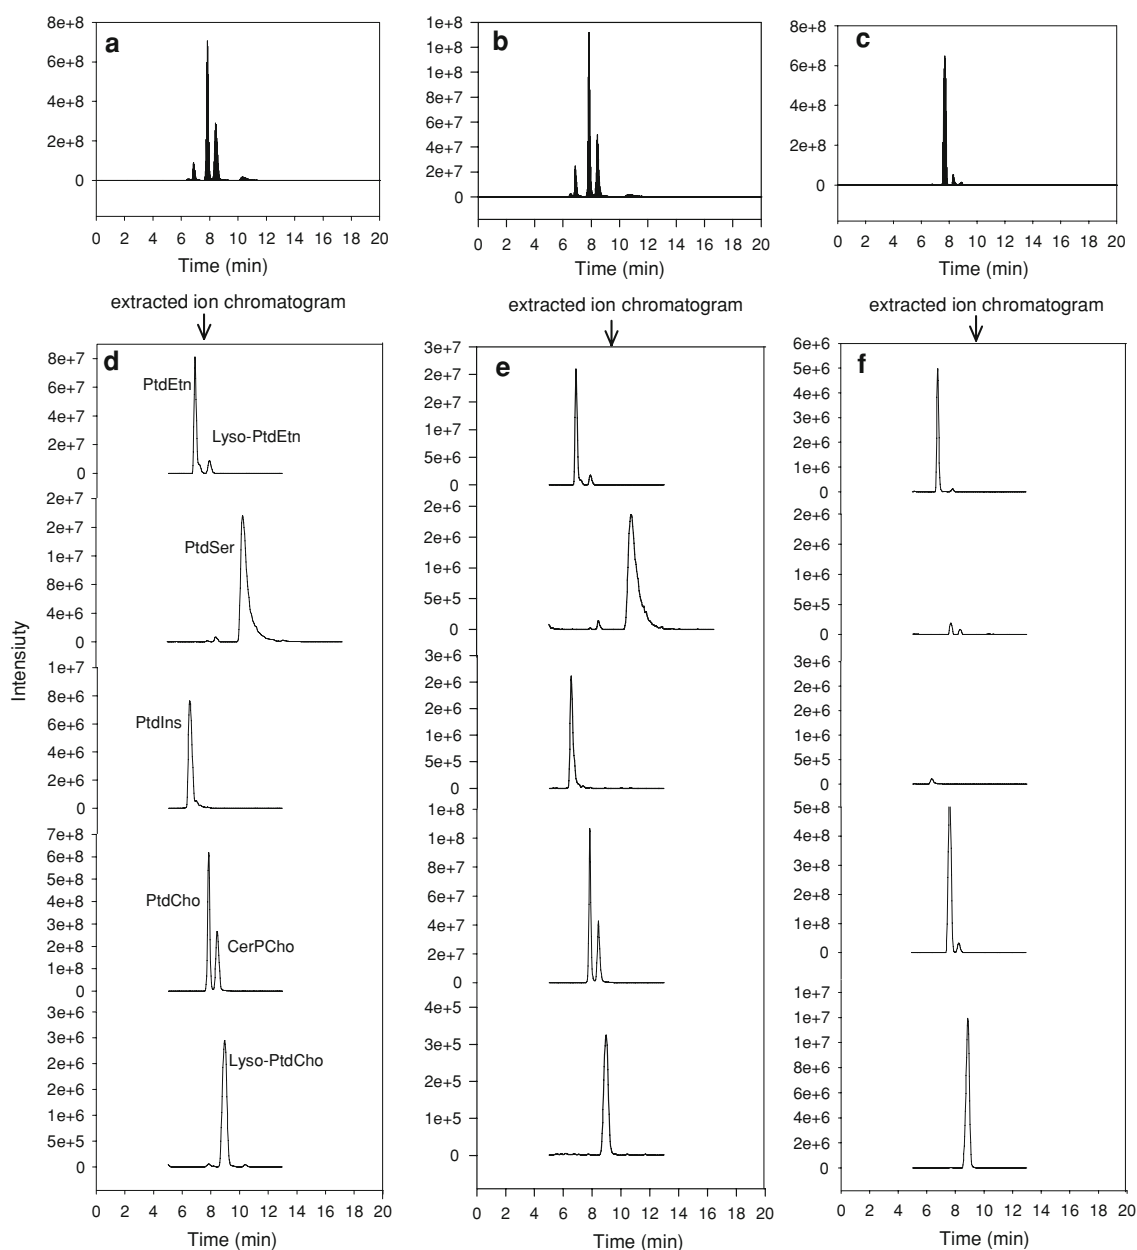 a
8e+8
6e+8
4e+8
2e+8
0
0 2 4 6 8 10 12 14 16 18 20
Time (min)
b
1e+8
1e+8
1e+8
8e+7
6e+7
4e+7
2e+7
0
0 2 4 6 8 10 12 14 16 18 20
Time (min)
c
8e+8
6e+8
4e+8
2e+8
0
0 2 4 6 8 10 12 14 16 18 20
Time (min)
extracted ion chromatogram
extracted ion chromatogram
extracted ion chromatogram
Intensiuty
d
8e+7
6e+7
4e+7
2e+7
0
PtdEtn
Lyso-PtdEtn
2e+7
2e+7
1e+7
8e+6
4e+6
0
PtdSer
1e+7
8e+6
6e+6
4e+6
2e+6
0
PtdIns
7e+8
6e+8
5e+8
4e+8
3e+8
2e+8
1e+8
0
PtdCho
CerPCho
3e+6
3e+6
2e+6
2e+6
1e+6
5e+5
0
Lyso-PtdCho
0 2 4 6 8 10 12 14 16 18 20
Time (min)
e
3e+7
2e+7
2e+7
1e+7
5e+6
0
2e+6
2e+6
1e+6
5e+5
0
3e+6
2e+6
2e+6
1e+6
5e+5
0
1e+8
1e+8
8e+7
6e+7
4e+7
2e+7
0
4e+5
3e+5
2e+5
1e+5
0
0 2 4 6 8 10 12 14 16 18 20
Time (min)
f
6e+6
5e+6
4e+6
3e+6
2e+6
1e+6
0
2e+6
2e+6
1e+6
5e+5
0
3e+6
2e+6
2e+6
1e+6
5e+5
0
5e+8
4e+8
3e+8
2e+8
1e+8
0
1e+7
1e+7
1e+7
8e+6
6e+6
4e+6
2e+6
0
0 2 4 6 8 10 12 14 16 18 20
Time (min)